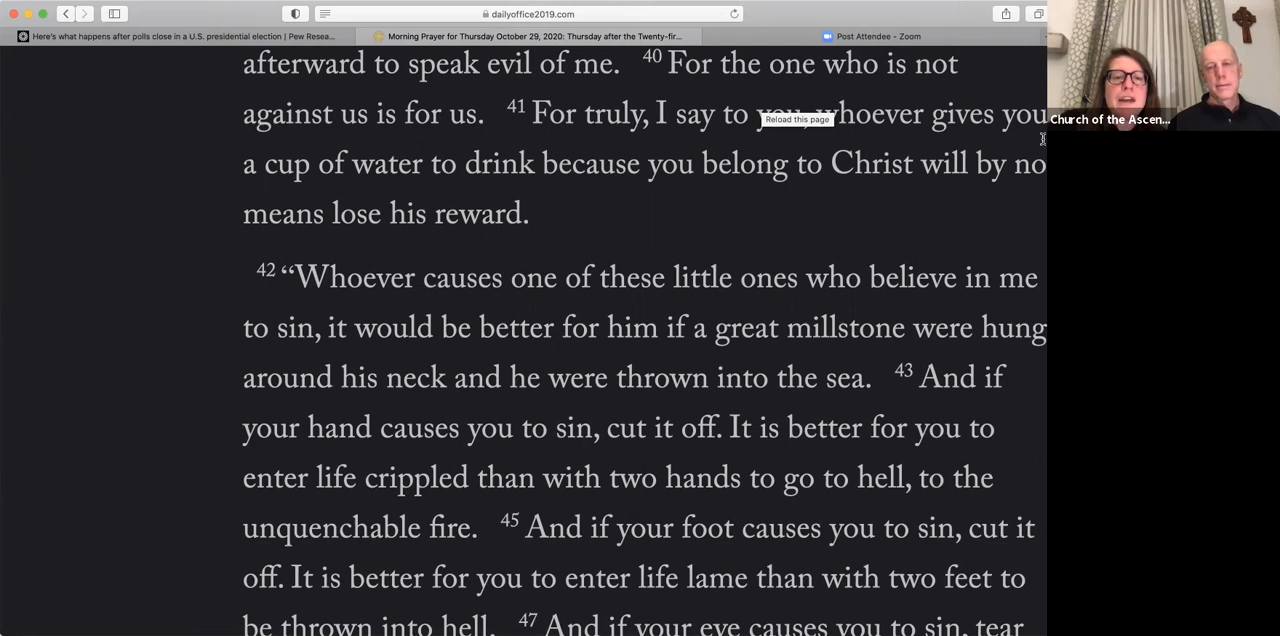 dailyoffice2019.com
Here's what happens after polls close in a U.S. presidential election | Pew Resea...
Morning Prayer for Thursday October 29, 2020: Thursday after the Twenty-fir...
Post Attendee - Zoom
afterward to speak evil of me. 40 For the one who is not
against us is for us. 41 For truly, I say to whoever gives you
Reload this page
Church of the Ascen...
a cup of water to drink because you belong to Christ will by no
means lose his reward.
42 “Whoever causes one of these little ones who believe in me
to sin, it would be better for him if a great millstone were hung
around his neck and he were thrown into the sea. 43 And if
your hand causes you to sin, cut it off. It is better for you to
enter life crippled than with two hands to go to hell, to the
unquenchable fire. 45 And if your foot causes you to sin, cut it
off. It is better for you to enter life lame than with two feet to
be thrown into hell. 47 And if your eye causes you to sin, tear